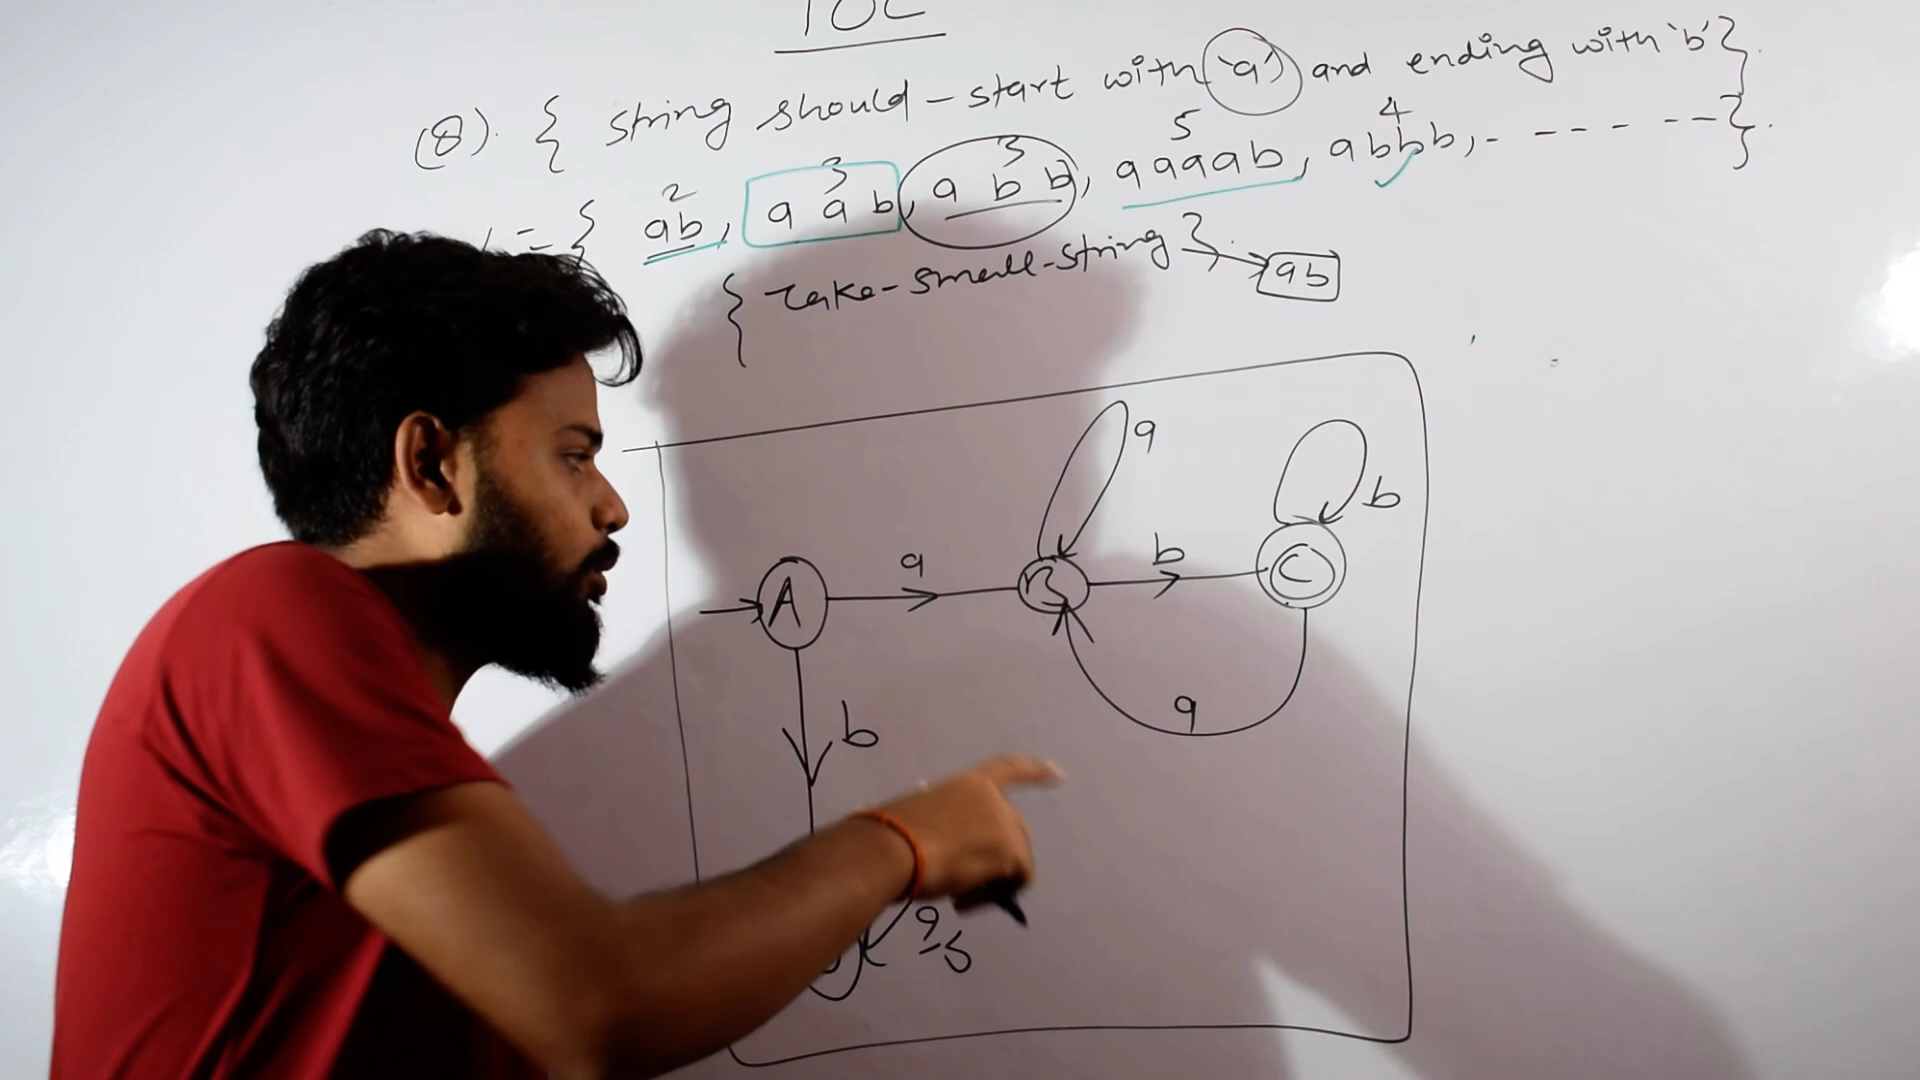 TOC
(8). { string should - start with 'a' and ending with 'b' }.
2 3 3 5 4
= { ab, a a b, a b b, aaaab, abbb, - - - - - - - }.
{ Take - small - string } → ab
a
b
a b
A B C
a
b
a/b